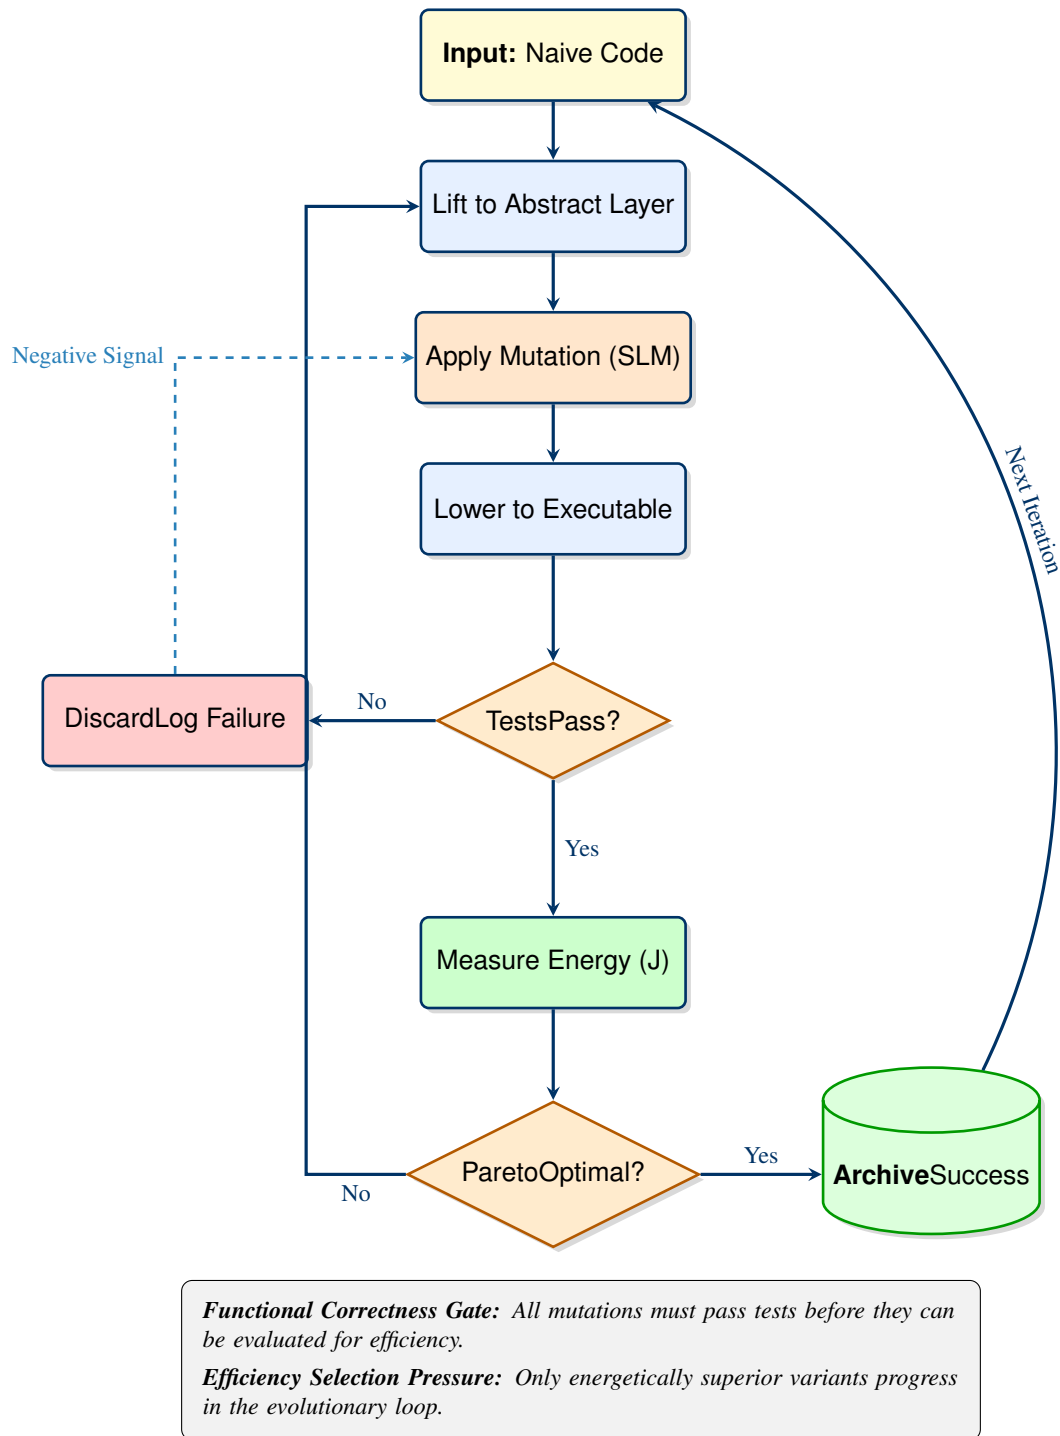 Input: Naive Code
Lift to Abstract Layer
Negative Signal
Apply Mutation (SLM)
Lower to Executable
Next Iteration
DiscardLog Failure
No
TestsPass?
Yes
Measure Energy (J)
No
ParetoOptimal?
Yes
ArchiveSuccess
Functional Correctness Gate: All mutations must pass tests before they can
be evaluated for efficiency.
Efficiency Selection Pressure: Only energetically superior variants progress
in the evolutionary loop.